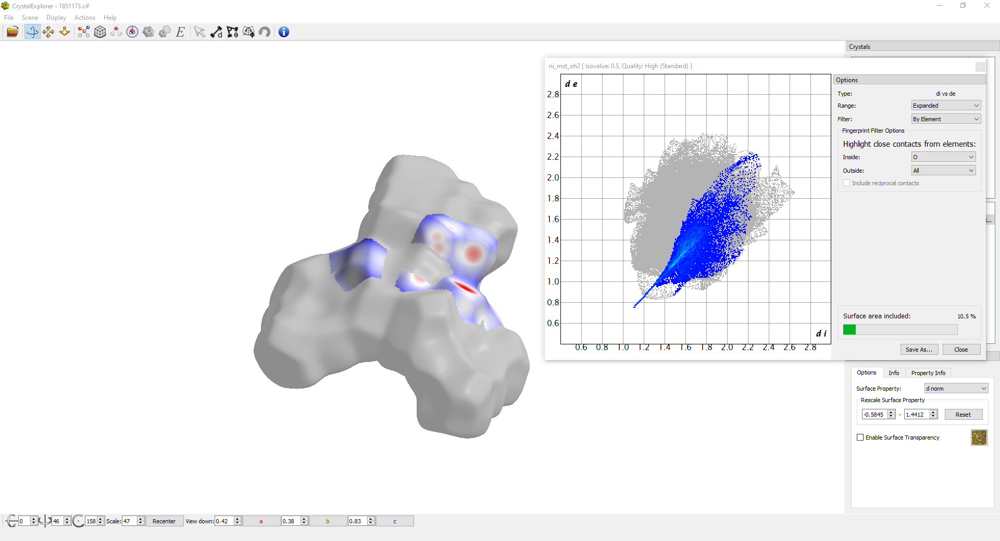 CrystalExplorer - 1851173.cif
File Scene Display Actions Help
E d θ
Crystals
ni_mst_oh2 [ Isovalue: 0.5, Quality: High (Standard) ]
d e
2.8
2.6
2.4
2.2
2.0
1.8
1.6
1.4
1.2
1.0
0.8
0.6
d i
0.6 0.8 1.0 1.2 1.4 1.6 1.8 2.0 2.2 2.4 2.6 2.8
Options
Type: di vs de
Range: Expanded
Filter: By Element
Fingerprint Filter Options
Highlight close contacts from elements:
Inside: O
Outside: All
Include reciprocal contacts
Surface area included: 10.5 %
Save As... Close
Options Info Property Info
Surface Property: d norm
Rescale Surface Property
-0.5845 - 1.4412 Reset
Enable Surface Transparency
0 46 158 Scale: 47 Recenter View down: 0.42 a 0.38 b 0.83 c